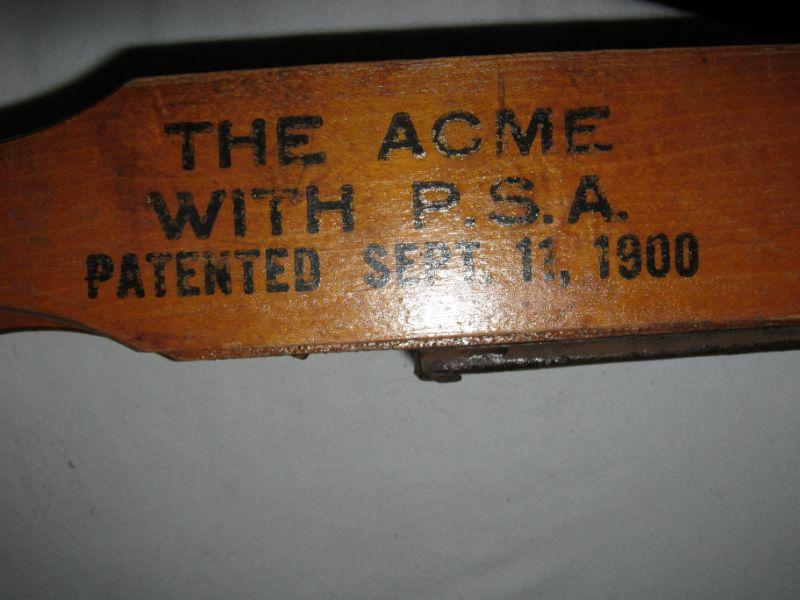 THE ACME
WITH P.S.A.
PATENTED SEPT. 11, 1900